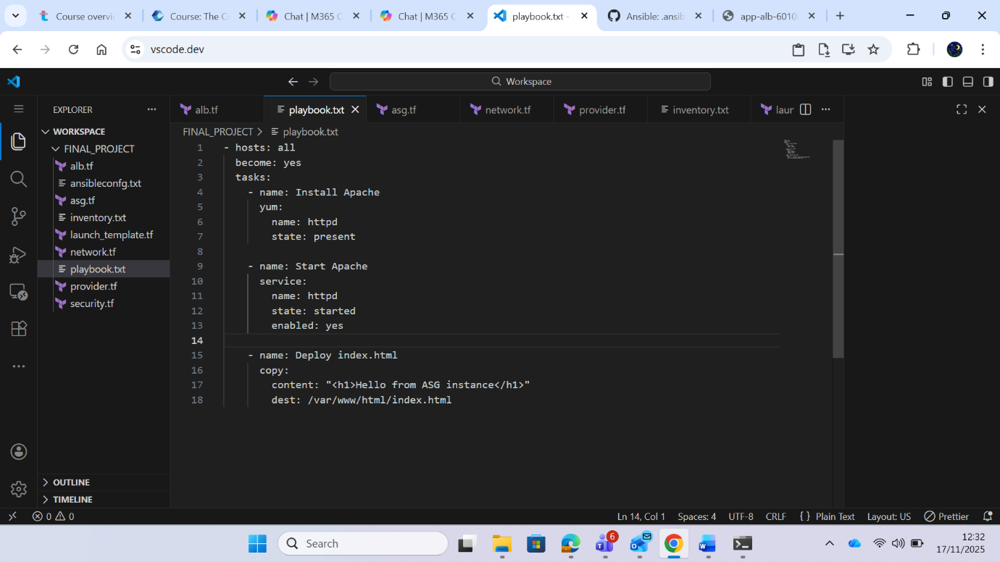 Course overvi
Course: The C
Chat | M365 C
Chat | M365 C
playbook.txt -
Ansible: .ansib
app-alb-6010
vscode.dev
Workspace
EXPLORER
alb.tf
playbook.txt
asg.tf
network.tf
provider.tf
inventory.txt
laur
WORKSPACE
FINAL_PROJECT > playbook.txt
FINAL_PROJECT
alb.tf
ansibleconfg.txt
asg.tf
inventory.txt
launch_template.tf
network.tf
playbook.txt
provider.tf
security.tf
OUTLINE
TIMELINE
1 - hosts: all
2 become: yes
3 tasks:
4 - name: Install Apache
5 yum:
6 name: httpd
7 state: present
8
9 - name: Start Apache
10 service:
11 name: httpd
12 state: started
13 enabled: yes
14
15 - name: Deploy index.html
16 copy:
17 content: "<h1>Hello from ASG instance</h1>"
18 dest: /var/www/html/index.html
0 0
Ln 14, Col 1 Spaces: 4 UTF-8 CRLF { } Plain Text Layout: US Prettier
Search
6
12:32
17/11/2025